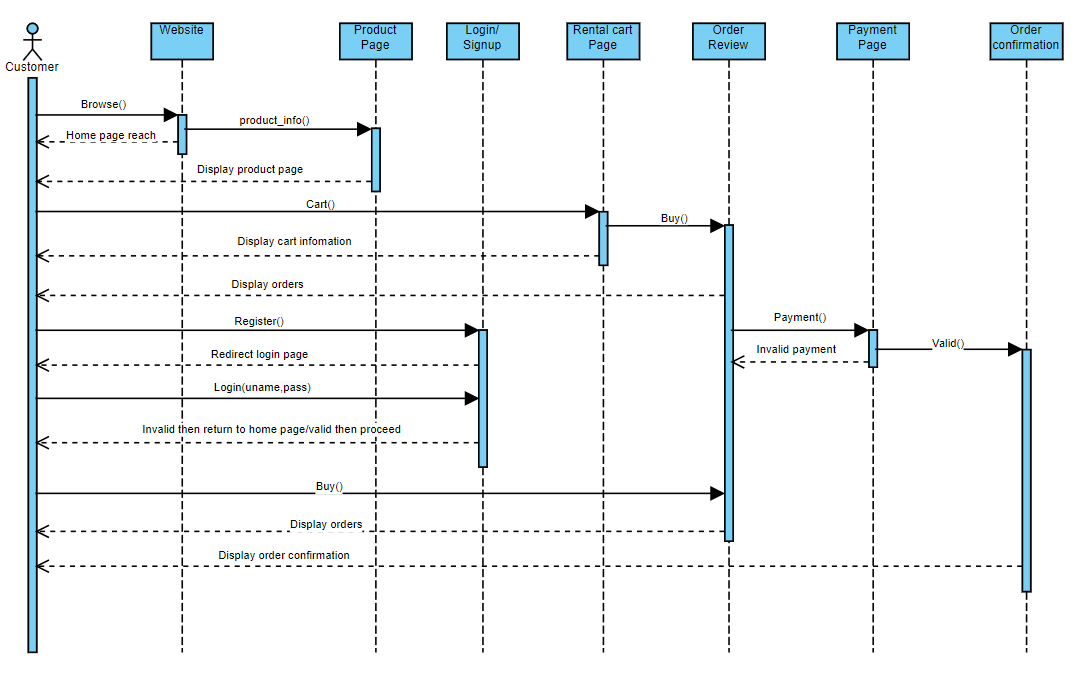 Website
Product
Page
Login/
Signup
Rental cart
Page
Order
Review
Payment
Page
Order
confirmation
Customer
Browse()
product_info()
Home page reach
Display product page
Cart()
Buy()
Display cart infomation
Display orders
Register()
Payment()
Valid()
Invalid payment
Redirect login page
Login(uname,pass)
Invalid then return to home page/valid then proceed
Buy()
Display orders
Display order confirmation